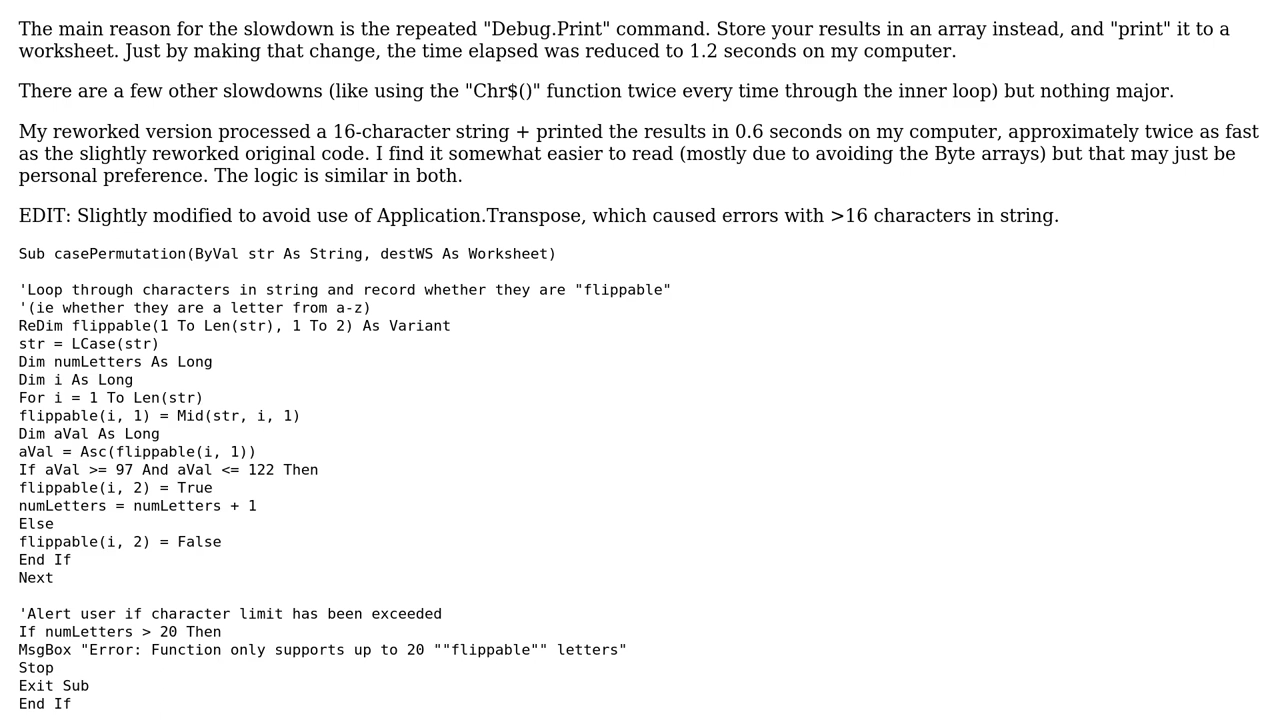 The main reason for the slowdown is the repeated "Debug.Print" command. Store your results in an array instead, and "print" it to a
worksheet. Just by making that change, the time elapsed was reduced to 1.2 seconds on my computer.
There are a few other slowdowns (like using the "Chr$()" function twice every time through the inner loop) but nothing major.
My reworked version processed a 16-character string + printed the results in 0.6 seconds on my computer, approximately twice as fast
as the slightly reworked original code. I find it somewhat easier to read (mostly due to avoiding the Byte arrays) but that may just be
personal preference. The logic is similar in both.
EDIT: Slightly modified to avoid use of Application.Transpose, which caused errors with >16 characters in string.
Sub casePermutation(ByVal str As String, destWS As Worksheet)
'Loop through characters in string and record whether they are "flippable"
'(ie whether they are a letter from a-z)
ReDim flippable(1 To Len(str), 1 To 2) As Variant
str = LCase(str)
Dim numLetters As Long
Dim i As Long
For i = 1 To Len(str)
flippable(i, 1) = Mid(str, i, 1)
Dim aVal As Long
aVal = Asc(flippable(i, 1))
If aVal >= 97 And aVal <= 122 Then
flippable(i, 2) = True
numLetters = numLetters + 1
Else
flippable(i, 2) = False
End If
Next
'Alert user if character limit has been exceeded
If numLetters > 20 Then
MsgBox "Error: Function only supports up to 20 ""flippable"" letters"
Stop
Exit Sub
End If